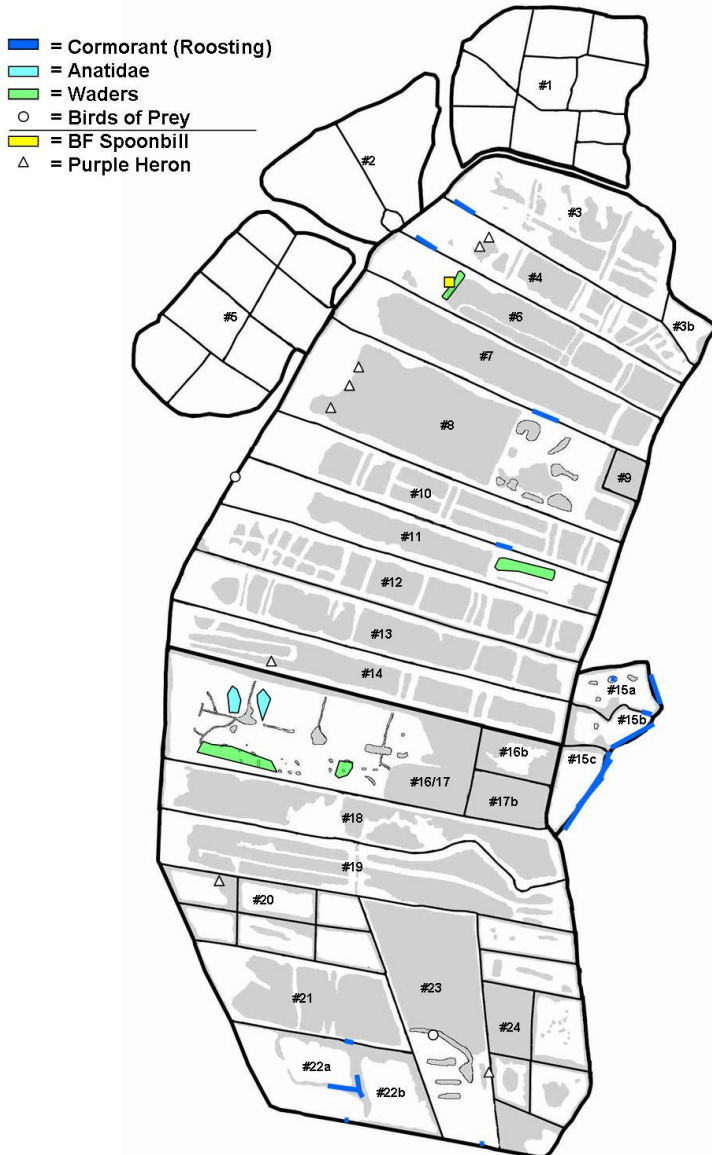 = Cormorant (Roosting)
= Anatidae
= Waders
= Birds of Prey
= BF Spoonbill
= Purple Heron
#1
#2
#3
#4
#3b
#5
#6
#7
#8
#9
#10
#11
#12
#13
#14
#15a
#15b
#15c
#16b
#16/17
#17b
#18
#19
#20
#21
#23
#24
#22a
#22b